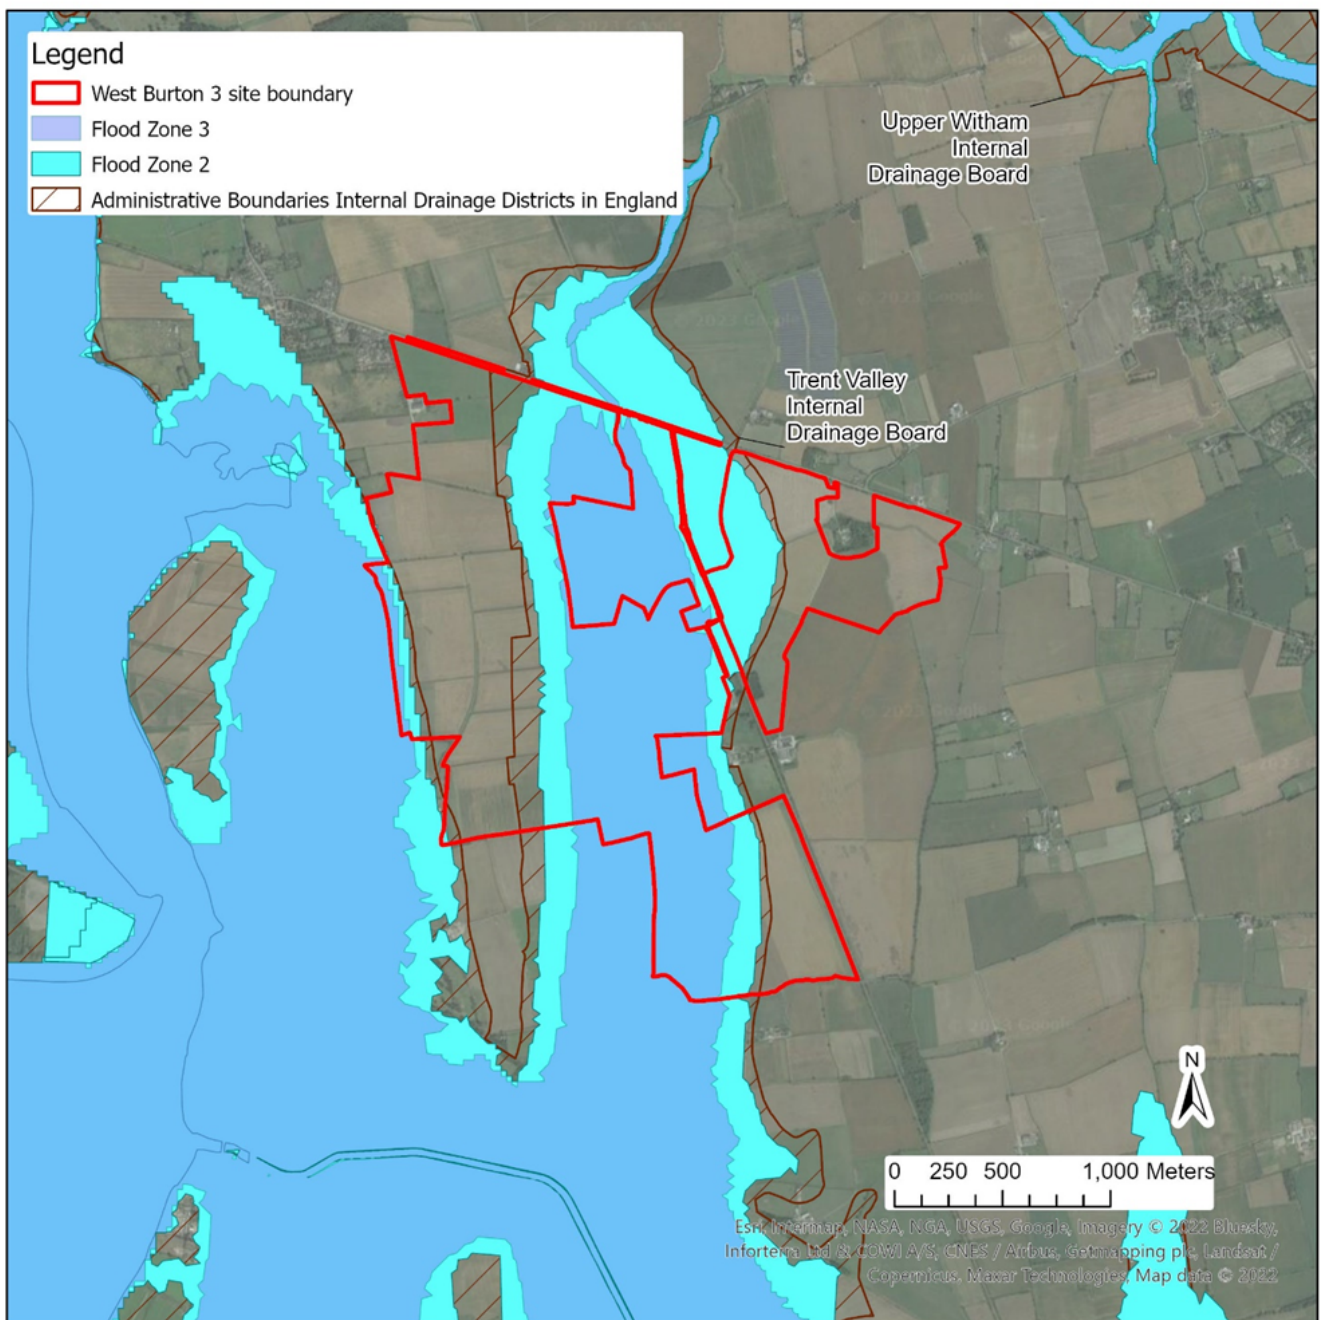 Legend
West Burton 3 site boundary
Flood Zone 3
Flood Zone 2
Administrative Boundaries Internal Drainage Districts in England
Upper Witham
Internal
Drainage Board
Trent Valley
Internal
Drainage Board
N
0 250 500 1,000 Meters
Esri, Intermap, NASA, NGA, USGS, Google, Imagery © 2022 Bluesky,
Infoterra Ltd & COWI A/S, CNES / Airbus, Getmapping plc, Landsat /
Copernicus, Maxar Technologies, Map data © 2022